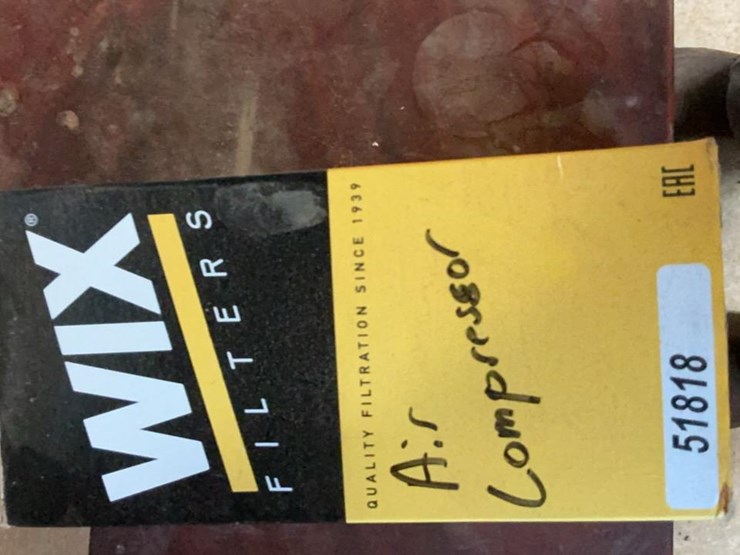 WIX®
FILTERS
QUALITY FILTRATION SINCE 1939
Air
Compressor
51818
EAC